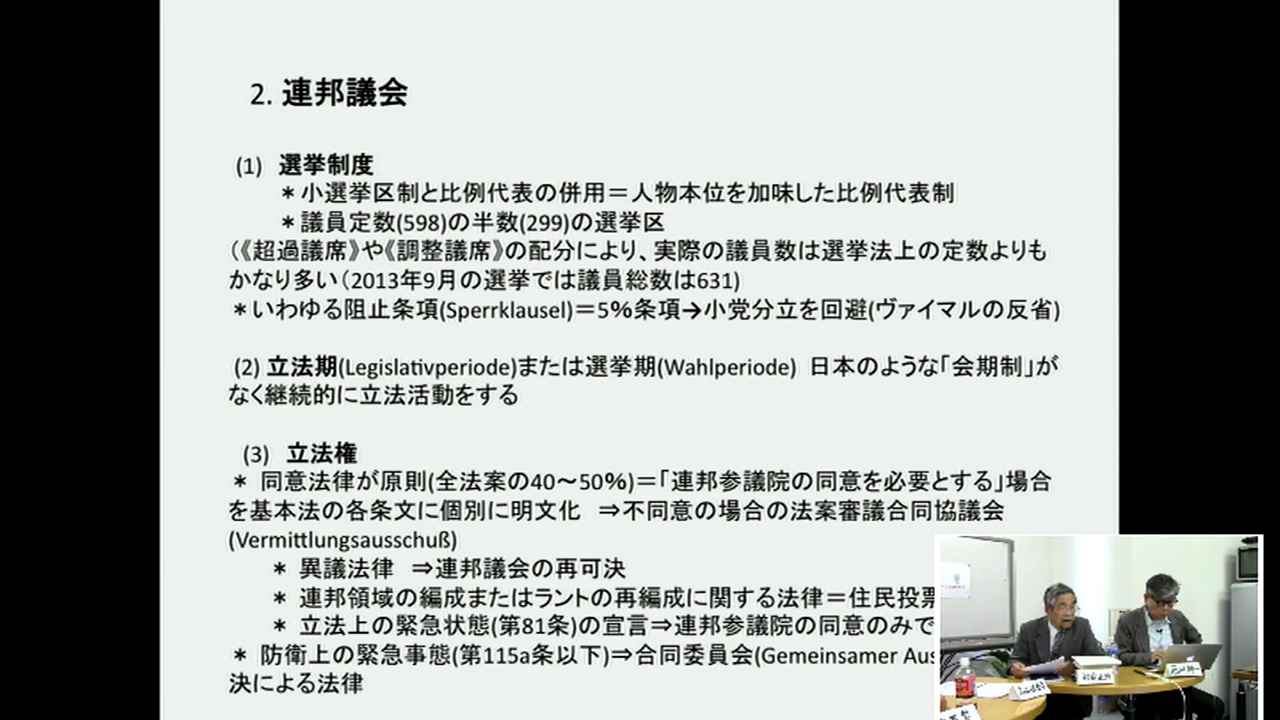 2. 連邦議会
(1) 選挙制度
＊小選挙区制と比例代表の併用＝人物本位を加味した比例代表制
＊議員定数(598)の半数(299)の選挙区
(《超過議席》や《調整議席》の配分により、実際の議員数は選挙法上の定数よりも
かなり多い（2013年9月の選挙では議員総数は631)
＊いわゆる阻止条項(Sperrklausel)＝5%条項→小党分立を回避(ヴァイマルの反省)
(2) 立法期(Legislativperiode)または選挙期(Wahlperiode) 日本のような「会期制」が
なく継続的に立法活動をする
(3) 立法権
＊ 同意法律が原則(全法案の40～50%)＝「連邦参議院の同意を必要とする」場合
を基本法の各条文に個別に明文化 ⇒不同意の場合の法案審議合同協議会
(Vermittlungsausschuß)
＊ 異議法律 ⇒連邦議会の再可決
＊ 連邦領域の編成またはラントの再編成に関する法律＝住民投票
＊ 立法上の緊急状態(第81条)の宣言⇒連邦参議院の同意のみで
＊ 防衛上の緊急事態(第115a条以下)⇒合同委員会(Gemeinsamer Aus
決による法律